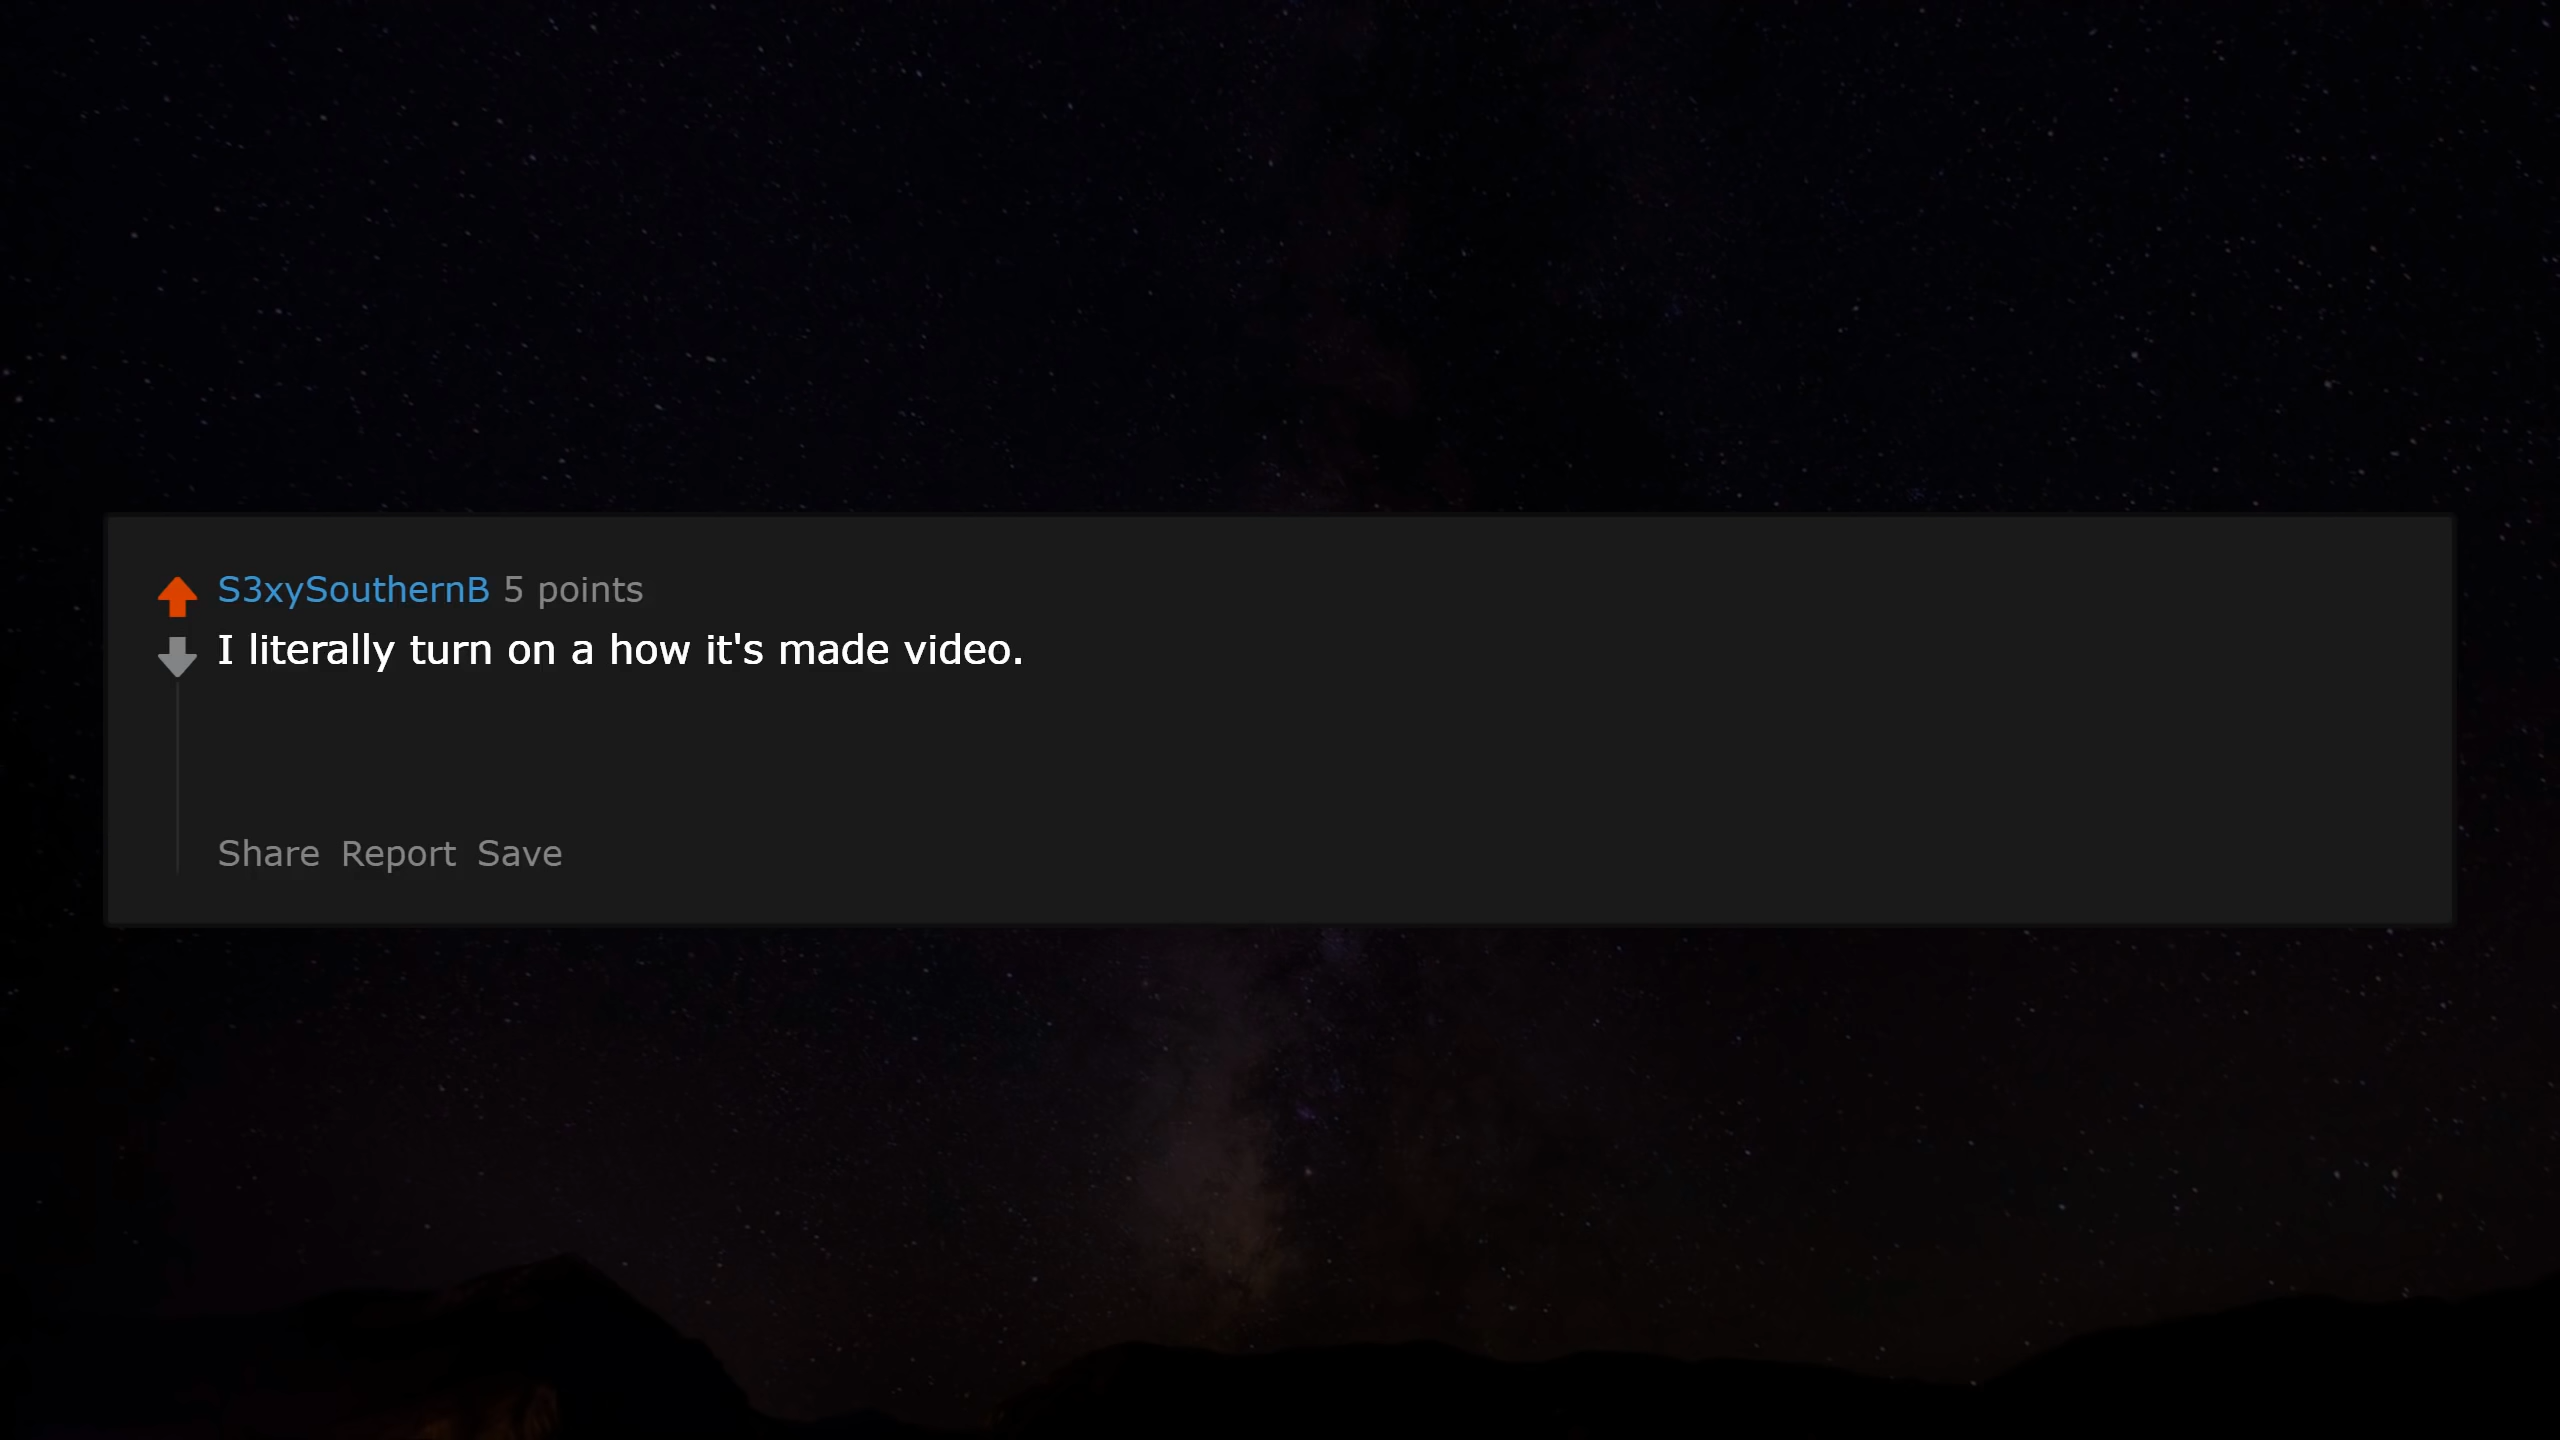 S3xySouthernB 5 points
I literally turn on a how it's made video.
Share Report Save